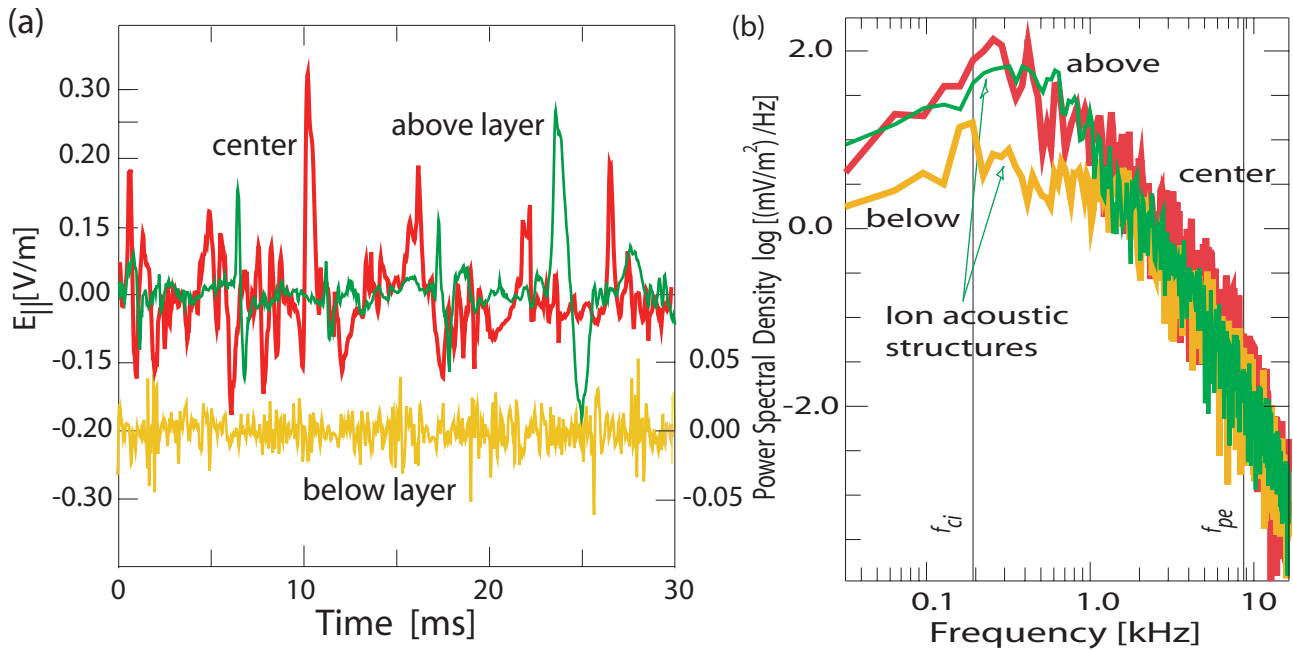 (a)
E||[V/m]
0.30
0.20
0.15
0.00
-0.15
-0.20
-0.30
center
above layer
below layer
0.05
0.00
-0.05
0
10
20
30
Time [ms]
(b)
Power Spectral Density log [(mV/m²)/Hz]
2.0
0.0
-2.0
above
center
below
Ion acoustic
structures
fci
fpe
0.1
1.0
10
Frequency [kHz]